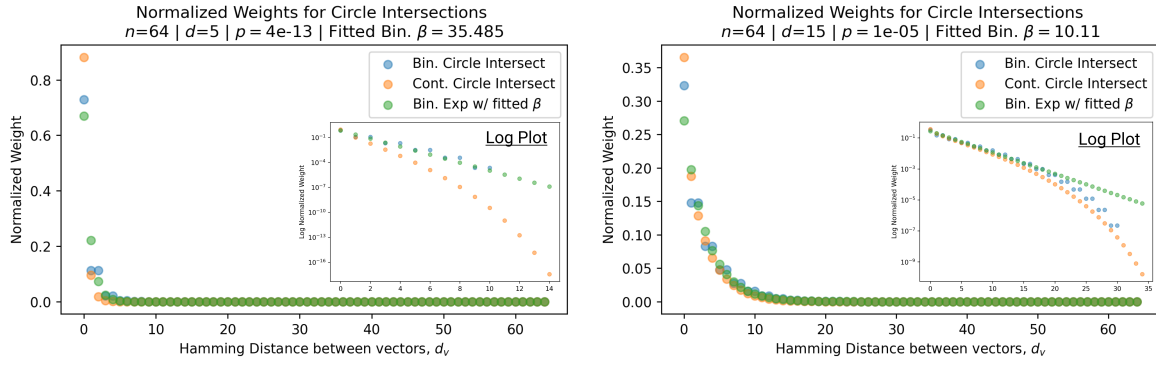 Normalized Weights for Circle Intersections
n=64 | d=5 | p = 4e-13 | Fitted Bin. β = 35.485
Normalized Weight
0.8
0.6
0.4
0.2
0.0
Bin. Circle Intersect
Cont. Circle Intersect
Bin. Exp w/ fitted β
Log Plot
Log Normalized Weight
10⁻¹
10⁻⁴
10⁻⁷
10⁻¹⁰
10⁻¹³
10⁻¹⁶
0 2 4 6 8 10 12 14
0 10 20 30 40 50 60
Hamming Distance between vectors, dᵥ
Normalized Weights for Circle Intersections
n=64 | d=15 | p = 1e-05 | Fitted Bin. β = 10.11
Normalized Weight
0.35
0.30
0.25
0.20
0.15
0.10
0.05
0.00
Bin. Circle Intersect
Cont. Circle Intersect
Bin. Exp w/ fitted β
Log Plot
Log Normalized Weight
10⁻¹
10⁻³
10⁻⁵
10⁻⁷
10⁻⁹
0 5 10 15 20 25 30 35
0 10 20 30 40 50 60
Hamming Distance between vectors, dᵥ